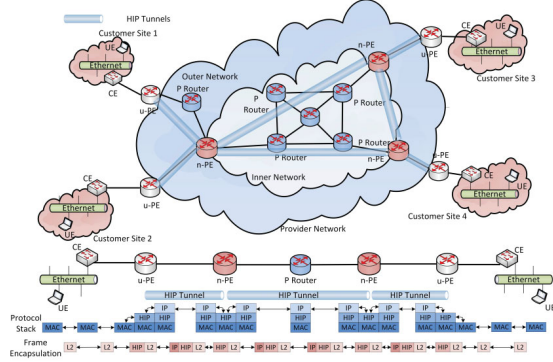 HIP Tunnels
Customer Site 1
UE
Ethernet
CE
u-PE
Outer Network
P Router
n-PE
P
Router
P Router
P Router
n-PE
n-PE
Inner Network
Provider Network
u-PE
CE
UE
Ethernet
Customer Site 3
CE
Ethernet
UE
u-PE
Customer Site 2
u-PE
CE
UE
Ethernet
Customer Site 4
CE
Ethernet
UE
u-PE
n-PE
P Router
n-PE
u-PE
CE
Ethernet
UE
HIP Tunnel
HIP Tunnel
HIP Tunnel
IP IP IP IP IP IP IP
Protocol
Stack
HIP HIP HIP HIP HIP HIP HIP
MAC MAC MAC MAC MAC MAC MAC MAC MAC MAC MAC MAC
Frame
Encapsulation
L2 L2 HIP L2 IP HIP L2 IP HIP L2 IP HIP L2 IP HIP L2 HIP L2 L2 L2